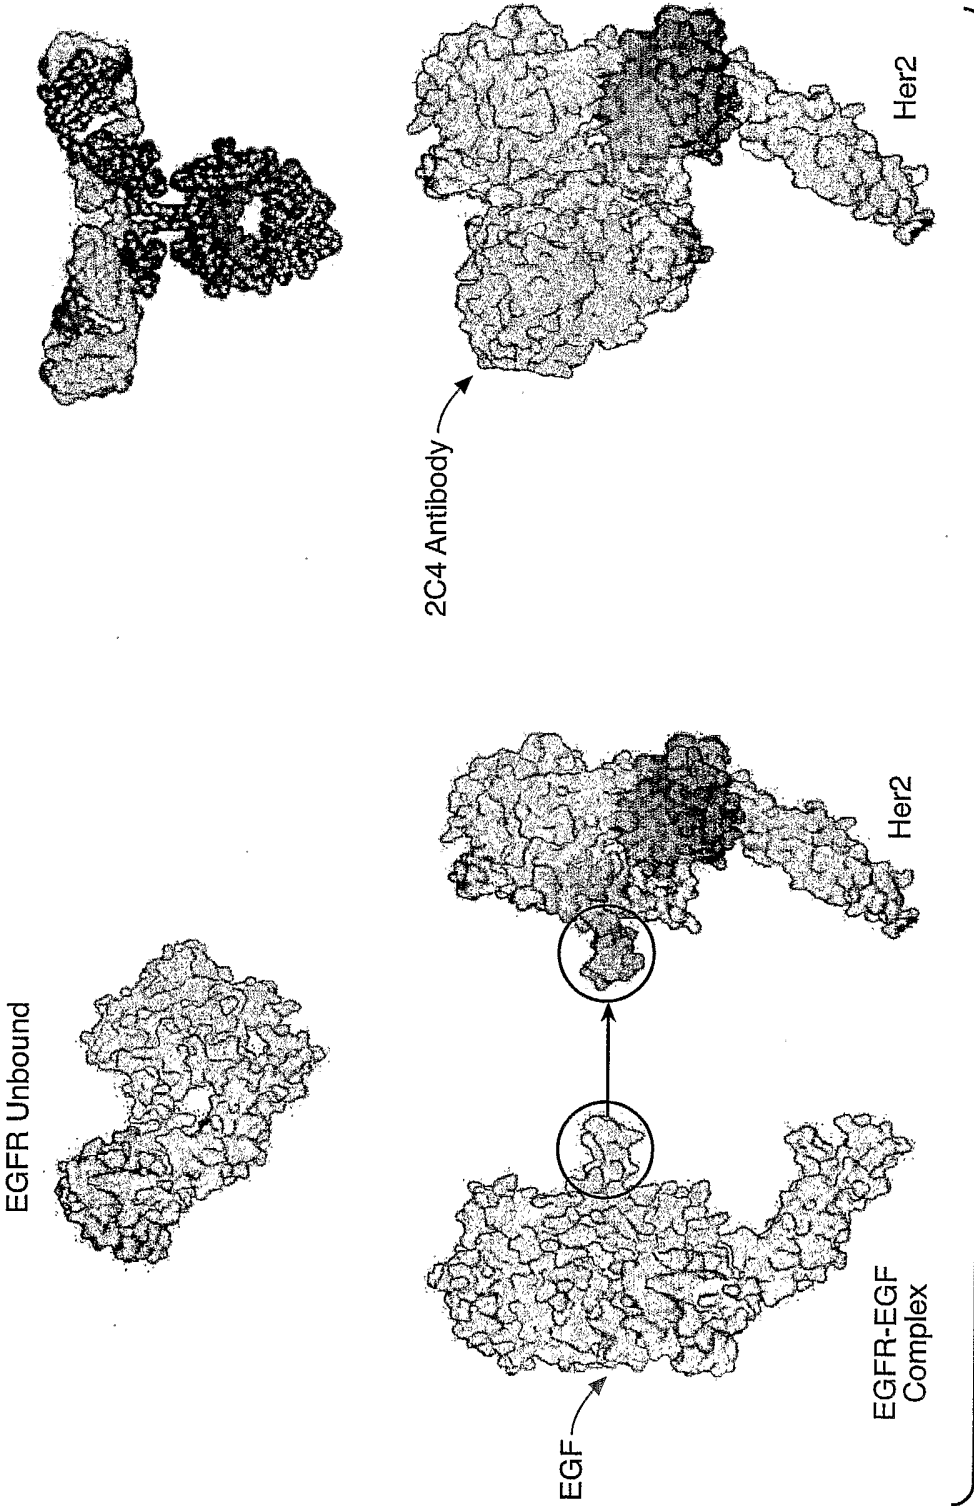 EGFR Unbound
2C4 Antibody
EGF
EGFR-EGF
Complex
Her2
Her2